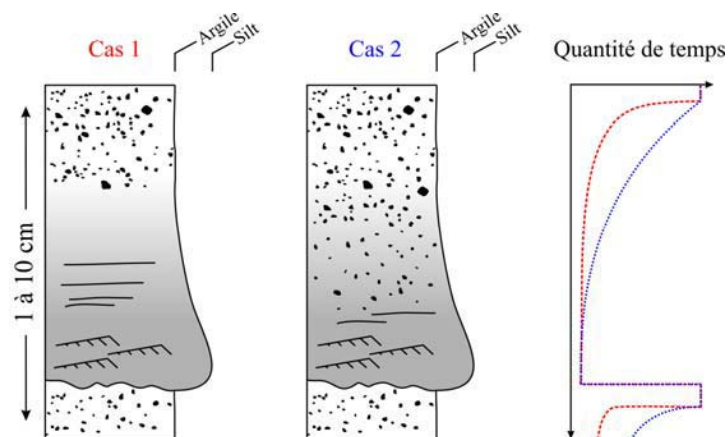 Cas 1
Argile
Silt
Cas 2
Argile
Silt
Quantité de temps
1 à 10 cm